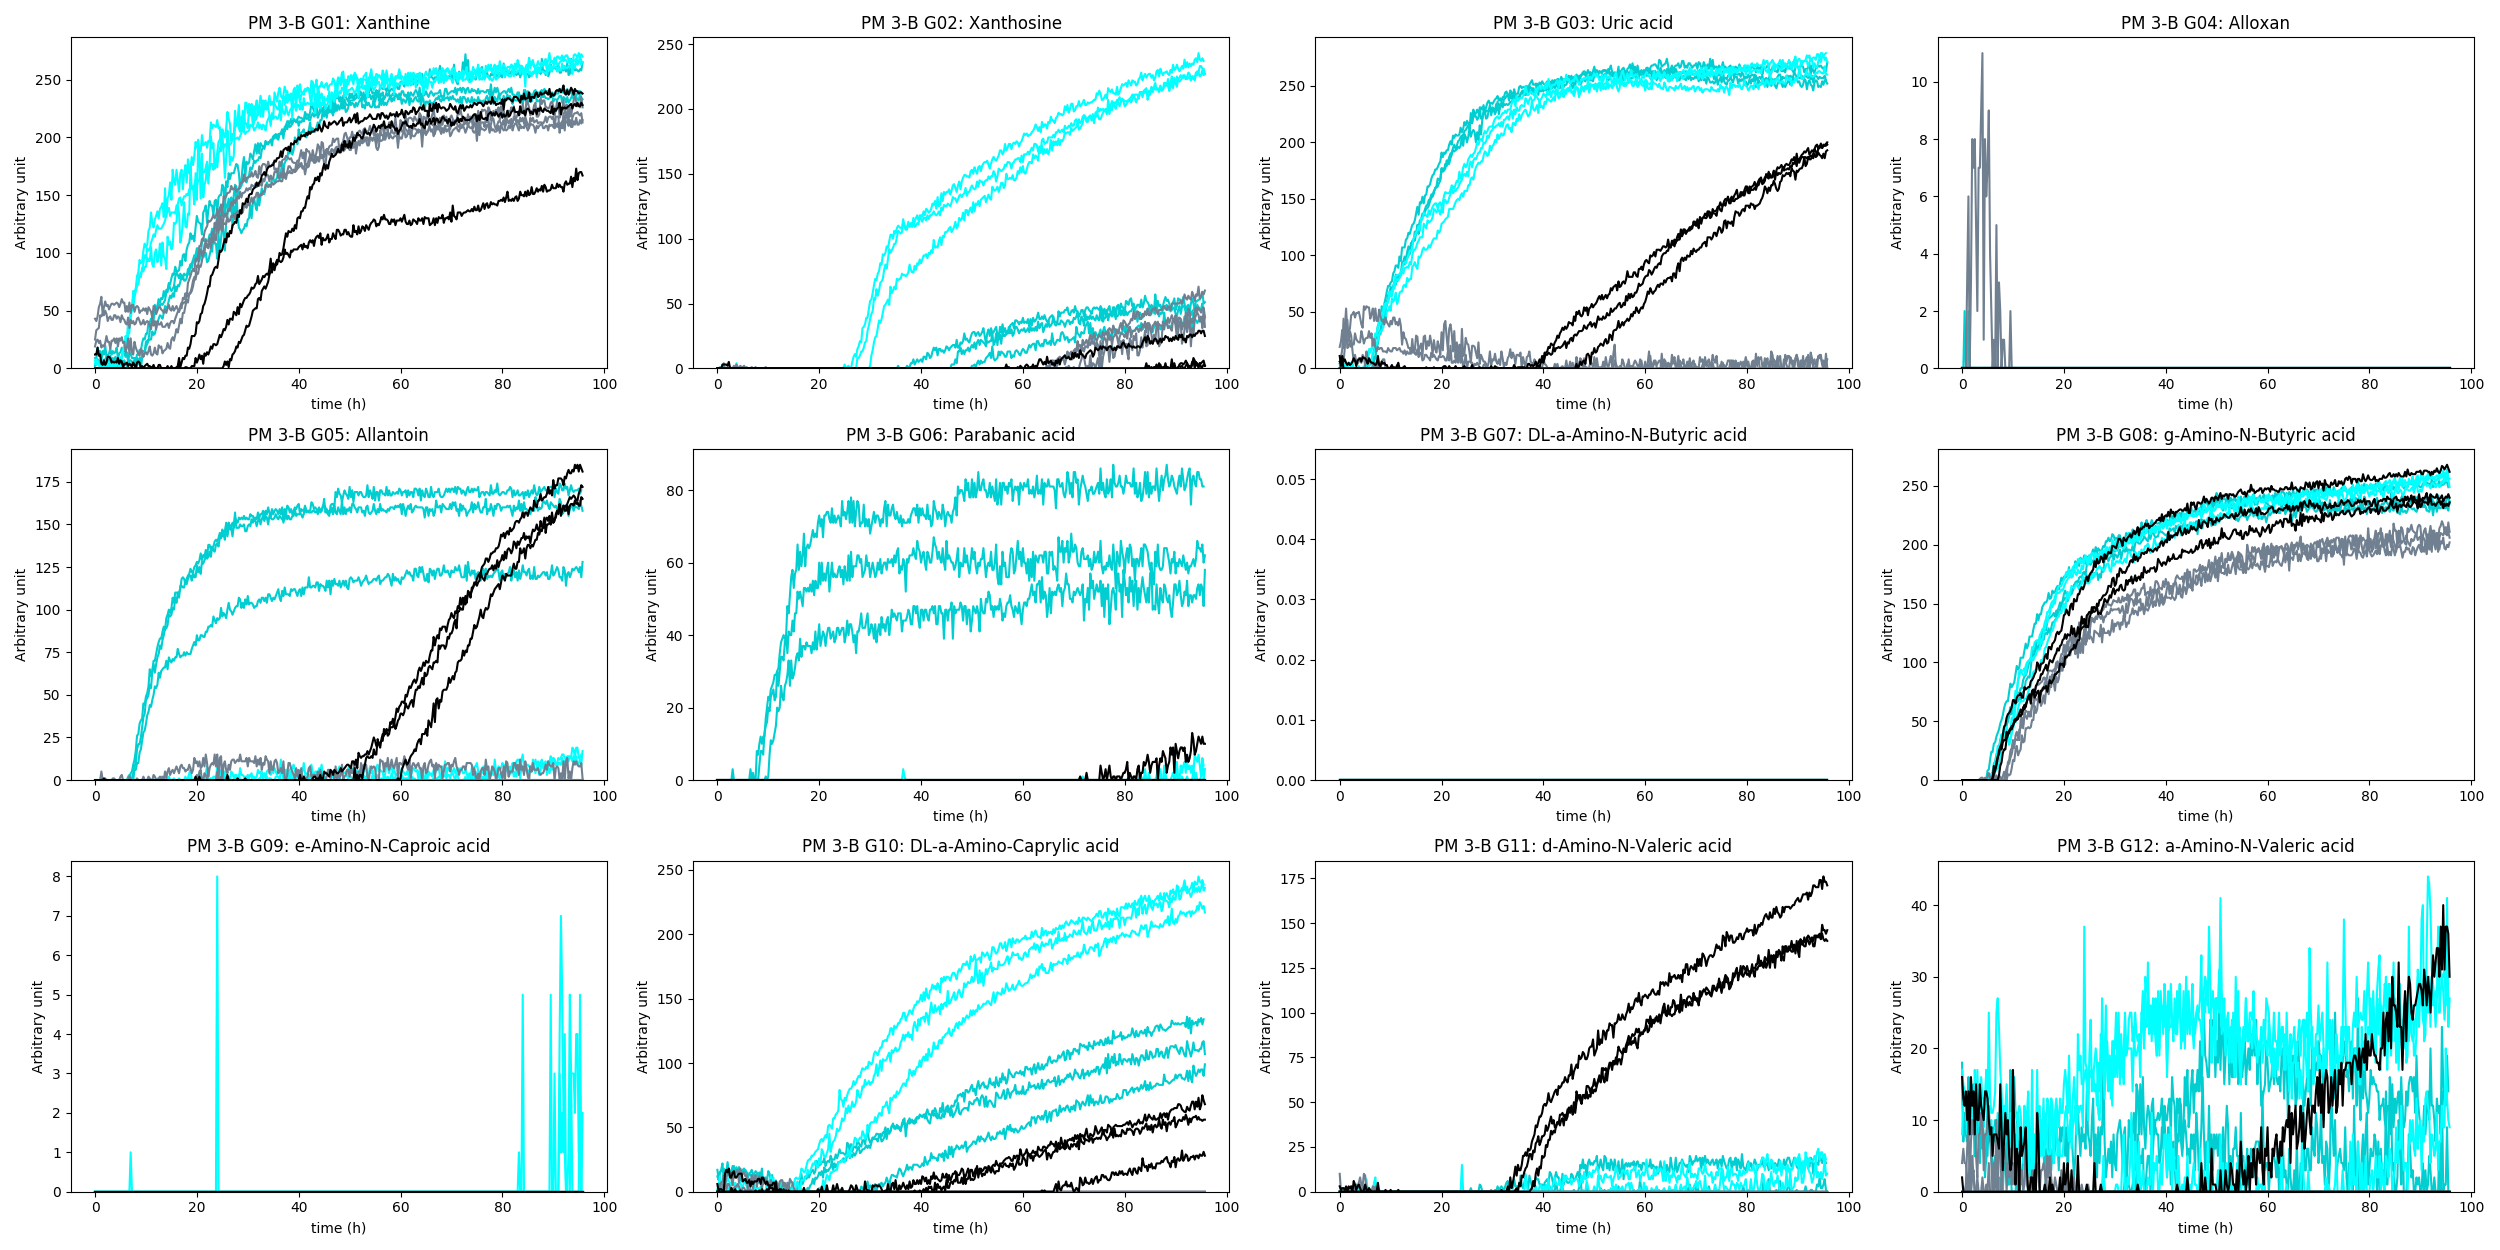 PM 3-B G01: Xanthine
PM 3-B G02: Xanthosine
PM 3-B G03: Uric acid
PM 3-B G04: Alloxan
Arbitrary unit
250
200
150
100
50
0
0 20 40 60 80 100
time (h)
Arbitrary unit
250
200
150
100
50
0
0 20 40 60 80 100
time (h)
Arbitrary unit
250
200
150
100
50
0
0 20 40 60 80 100
time (h)
Arbitrary unit
10
8
6
4
2
0
0 20 40 60 80 100
time (h)
PM 3-B G05: Allantoin
PM 3-B G06: Parabanic acid
PM 3-B G07: DL-a-Amino-N-Butyric acid
PM 3-B G08: g-Amino-N-Butyric acid
Arbitrary unit
175
150
125
100
75
50
25
0
0 20 40 60 80 100
time (h)
Arbitrary unit
80
60
40
20
0
0 20 40 60 80 100
time (h)
Arbitrary unit
0.05
0.04
0.03
0.02
0.01
0.00
0 20 40 60 80 100
time (h)
Arbitrary unit
250
200
150
100
50
0
0 20 40 60 80 100
time (h)
PM 3-B G09: e-Amino-N-Caproic acid
PM 3-B G10: DL-a-Amino-Caprylic acid
PM 3-B G11: d-Amino-N-Valeric acid
PM 3-B G12: a-Amino-N-Valeric acid
Arbitrary unit
8
7
6
5
4
3
2
1
0
0 20 40 60 80 100
time (h)
Arbitrary unit
250
200
150
100
50
0
0 20 40 60 80 100
time (h)
Arbitrary unit
175
150
125
100
75
50
25
0
0 20 40 60 80 100
time (h)
Arbitrary unit
40
30
20
10
0
0 20 40 60 80 100
time (h)